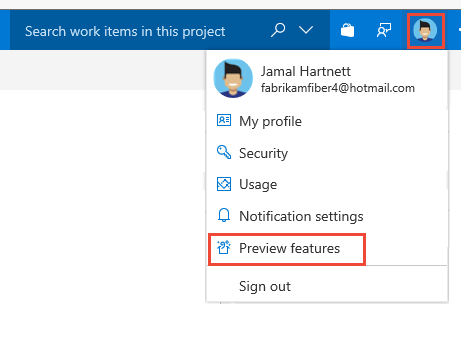 Search work items in this project
Jamal Hartnett
fabrikamfiber4@hotmail.com
My profile
Security
Usage
Notification settings
Preview features
Sign out